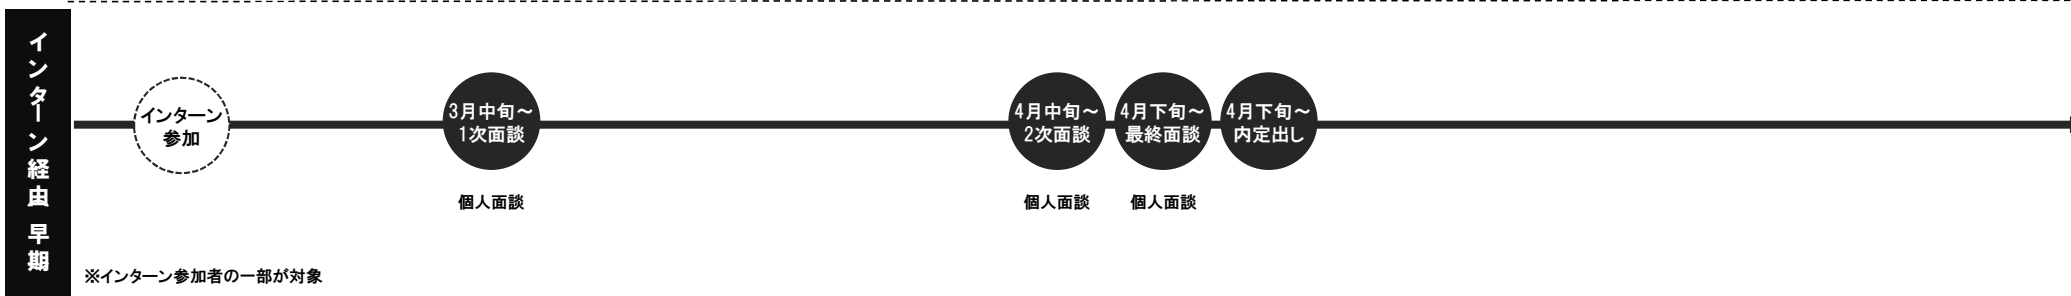 インターン経由 早期
インターン
参加
3月中旬～
1次面談
個人面談
4月中旬～
2次面談
個人面談
4月下旬～
最終面談
個人面談
4月下旬～
内定出し
※インターン参加者の一部が対象